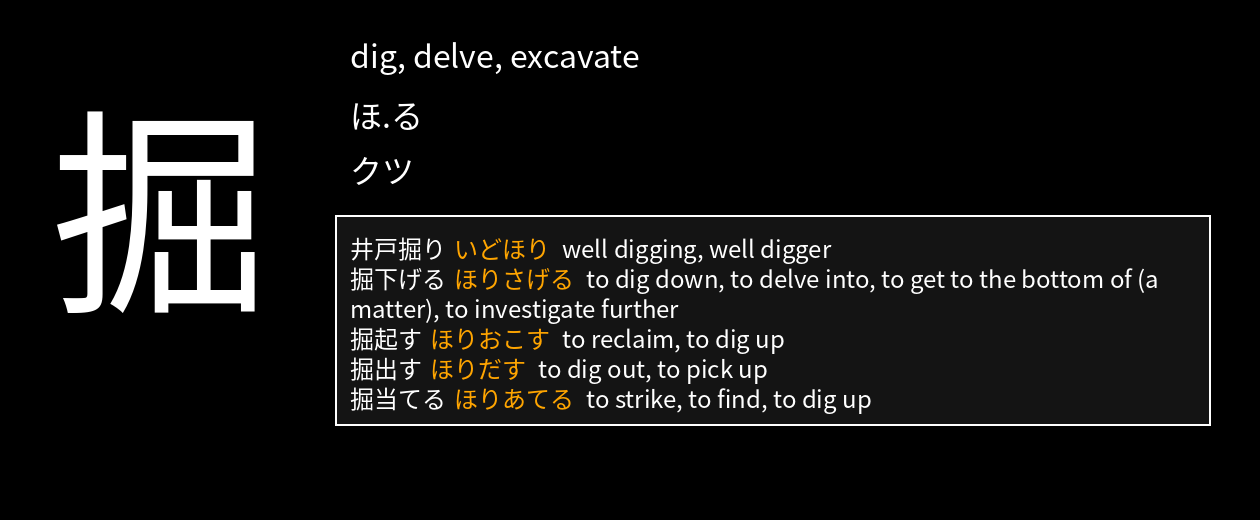 掘
dig, delve, excavate
ほ.る
クツ
井戸掘り いどほり well digging, well digger
掘下げる ほりさげる to dig down, to delve into, to get to the bottom of (a
matter), to investigate further
掘起す ほりおこす to reclaim, to dig up
掘出す ほりだす to dig out, to pick up
掘当てる ほりあてる to strike, to find, to dig up